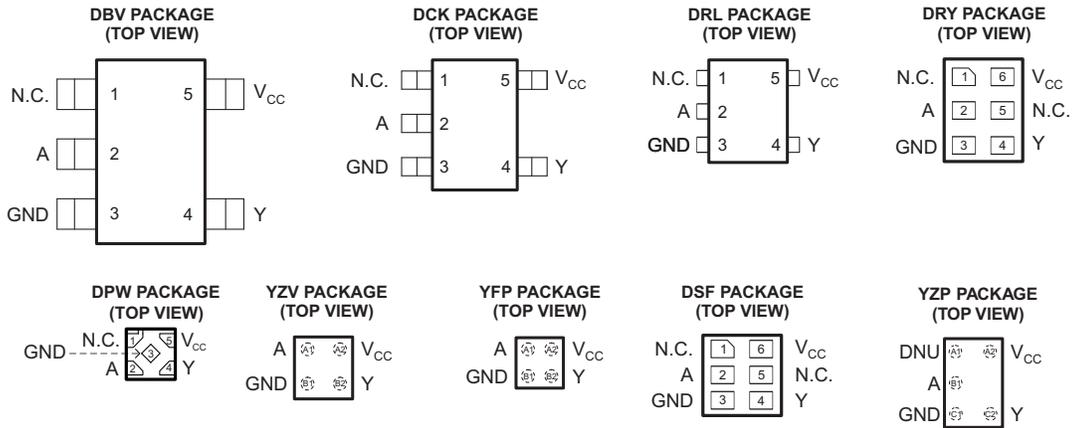 DBV PACKAGE
(TOP VIEW)
N.C. 1 5 VCC
A 2
GND 3 4 Y
DCK PACKAGE
(TOP VIEW)
N.C. 1 5 VCC
A 2
GND 3 4 Y
DRL PACKAGE
(TOP VIEW)
N.C. 1 5 VCC
A 2
GND 3 4 Y
DRY PACKAGE
(TOP VIEW)
N.C. 1 6 VCC
A 2 5 N.C.
GND 3 4 Y
DPW PACKAGE
(TOP VIEW)
N.C. 1 5 VCC
GND 3
A 2 4 Y
YZV PACKAGE
(TOP VIEW)
A A1 A2 VCC
GND B1 B2 Y
YFP PACKAGE
(TOP VIEW)
A A1 A2 VCC
GND B1 B2 Y
DSF PACKAGE
(TOP VIEW)
N.C. 1 6 VCC
A 2 5 N.C.
GND 3 4 Y
YZP PACKAGE
(TOP VIEW)
DNU A1 A2 VCC
A B1
GND C1 C2 Y